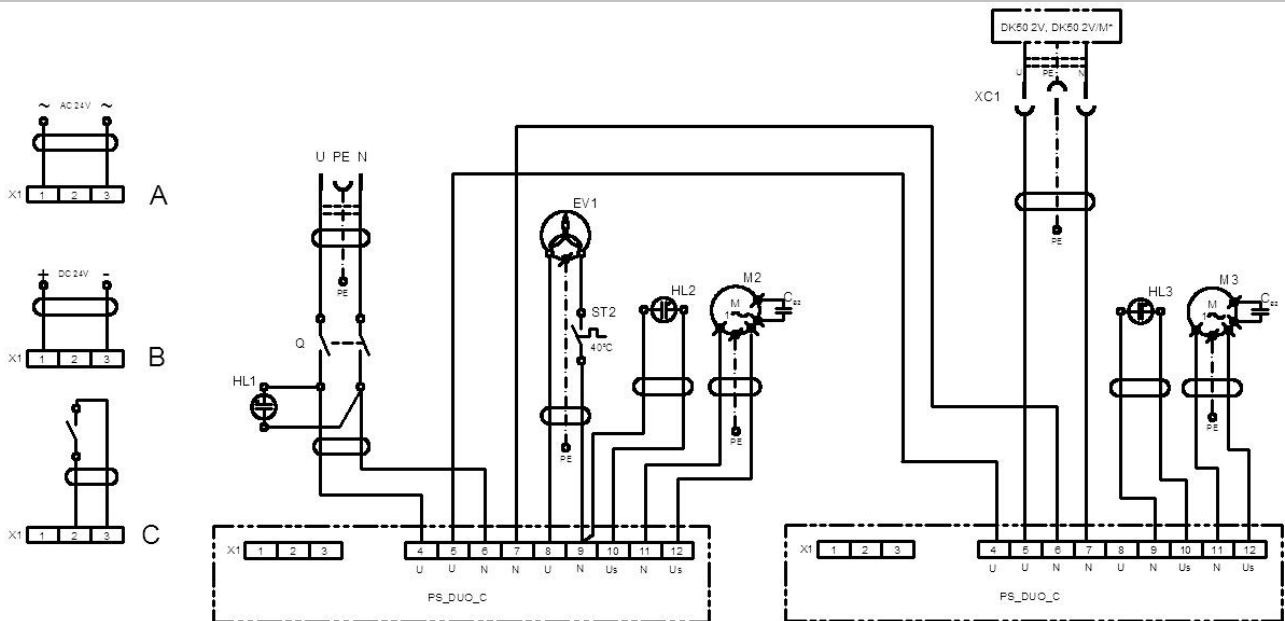 DK50 2V, DK50 2V/M*
U PE N
XC1
~ AC 24V ~
X1 1 2 3 A
U PE N
PE
EV1
PE
+ DC 24V -
X1 1 2 3 B
Q
ST2
40°C
PE
HL2
M2
M
1~
PE
HL3
M3
M
1~
PE
HL1
X1 1 2 3 C
X1 1 2 3
4 5 6 7 8 9 10 11 12
U U N N U N Us N Us
PS_DUO_C
X1 1 2 3
4 5 6 7 8 9 10 11 12
U U N N U N Us N Us
PS_DUO_C